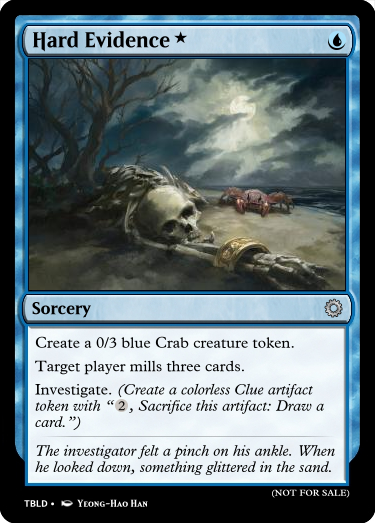 Hard Evidence ★
Sorcery
Create a 0/3 blue Crab creature token.
Target player mills three cards.
Investigate. (Create a colorless Clue artifact
token with “2, Sacrifice this artifact: Draw a
card.”)
The investigator felt a pinch on his ankle. When
he looked down, something glittered in the sand.
(NOT FOR SALE)
TBLD • Yeong-Hao Han